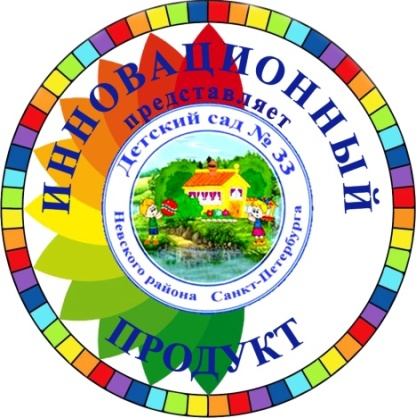 ИННОВАЦИОННЫЙ
представляет
Детский сад № 33
Невского района Санкт-Петербурга
ПРОДУКТ